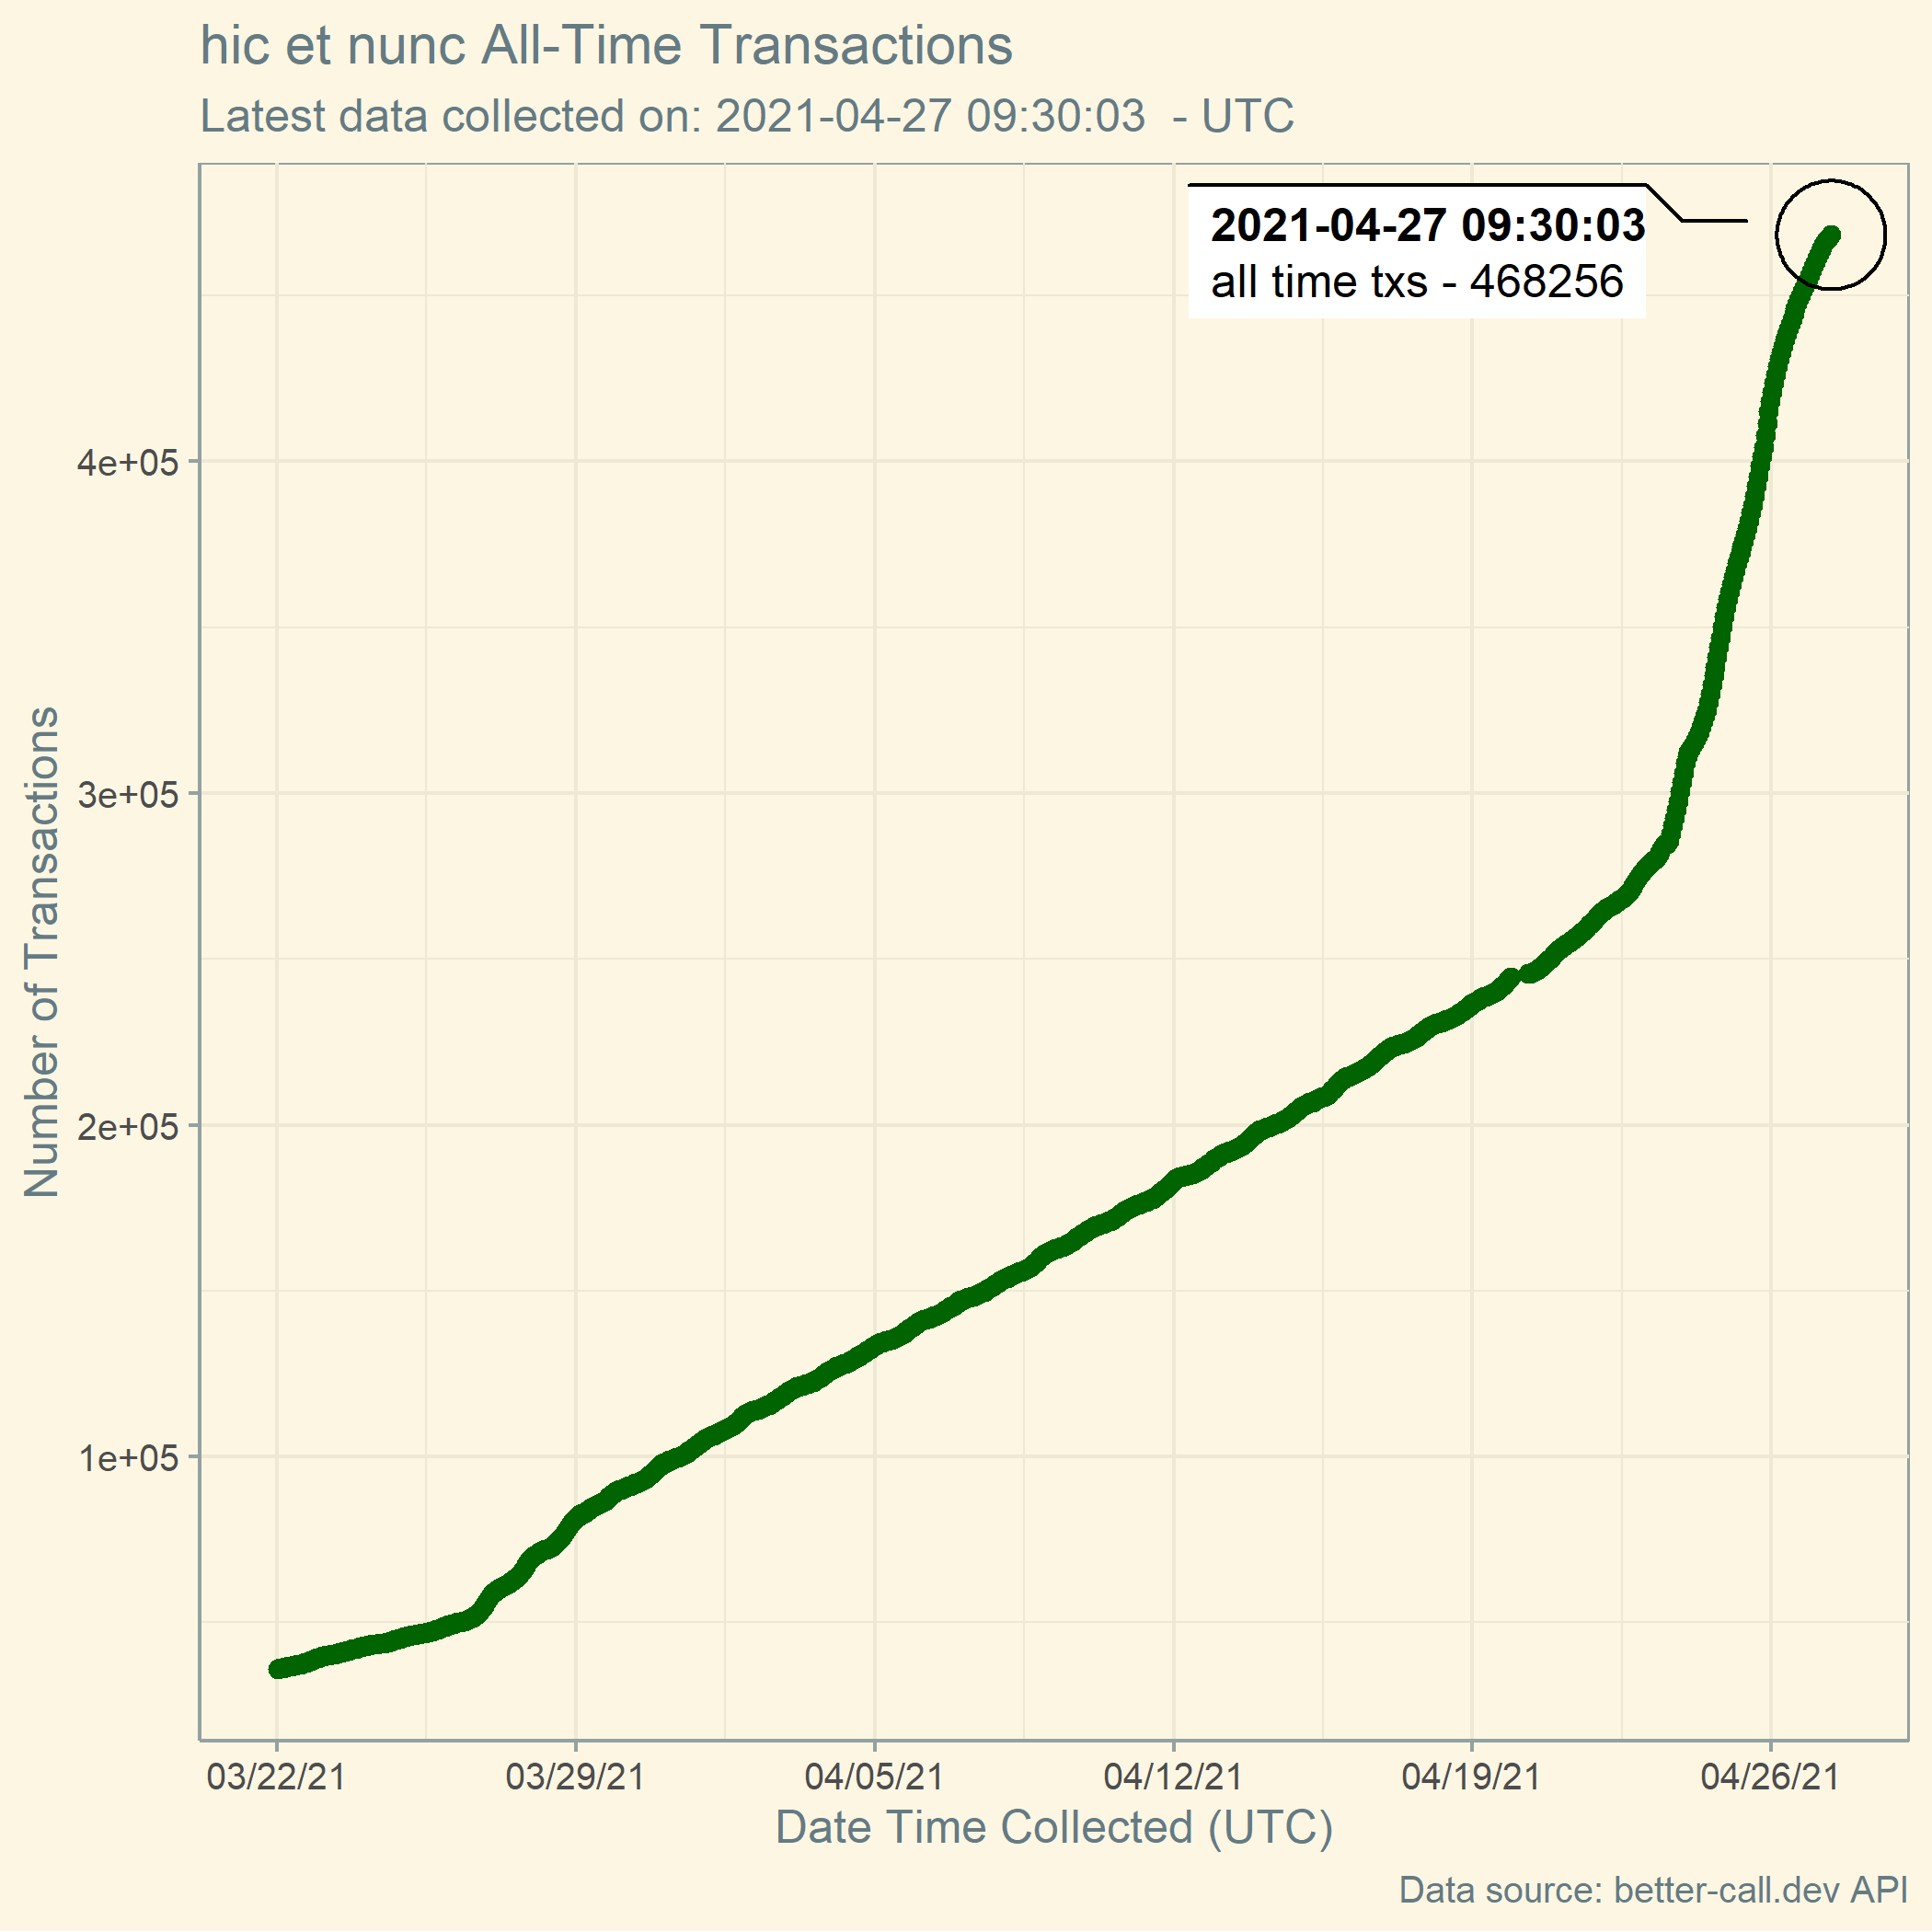 hic et nunc All-Time Transactions
Latest data collected on: 2021-04-27 09:30:03  - UTC
2021-04-27 09:30:03
all time txs - 468256
Number of Transactions
4e+05
3e+05
2e+05
1e+05
03/22/21
03/29/21
04/05/21
04/12/21
04/19/21
04/26/21
Date Time Collected (UTC)
Data source: better-call.dev API